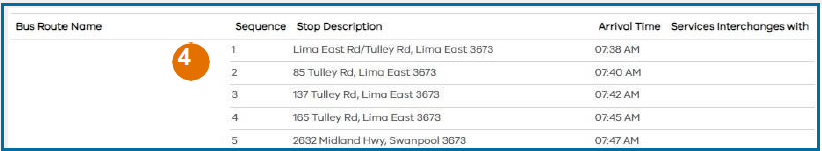 Bus Route Name Sequence Stop Description Arrival Time Services Interchanges with
4
1 Lima East Rd/Tulley Rd, Lima East 3673 07:38 AM
2 85 Tulley Rd, Lima East 3673 07:40 AM
3 137 Tulley Rd, Lima East 3673 07:42 AM
4 165 Tulley Rd, Lima East 3673 07:45 AM
5 2632 Midland Hwy, Swanpool 3673 07:47 AM